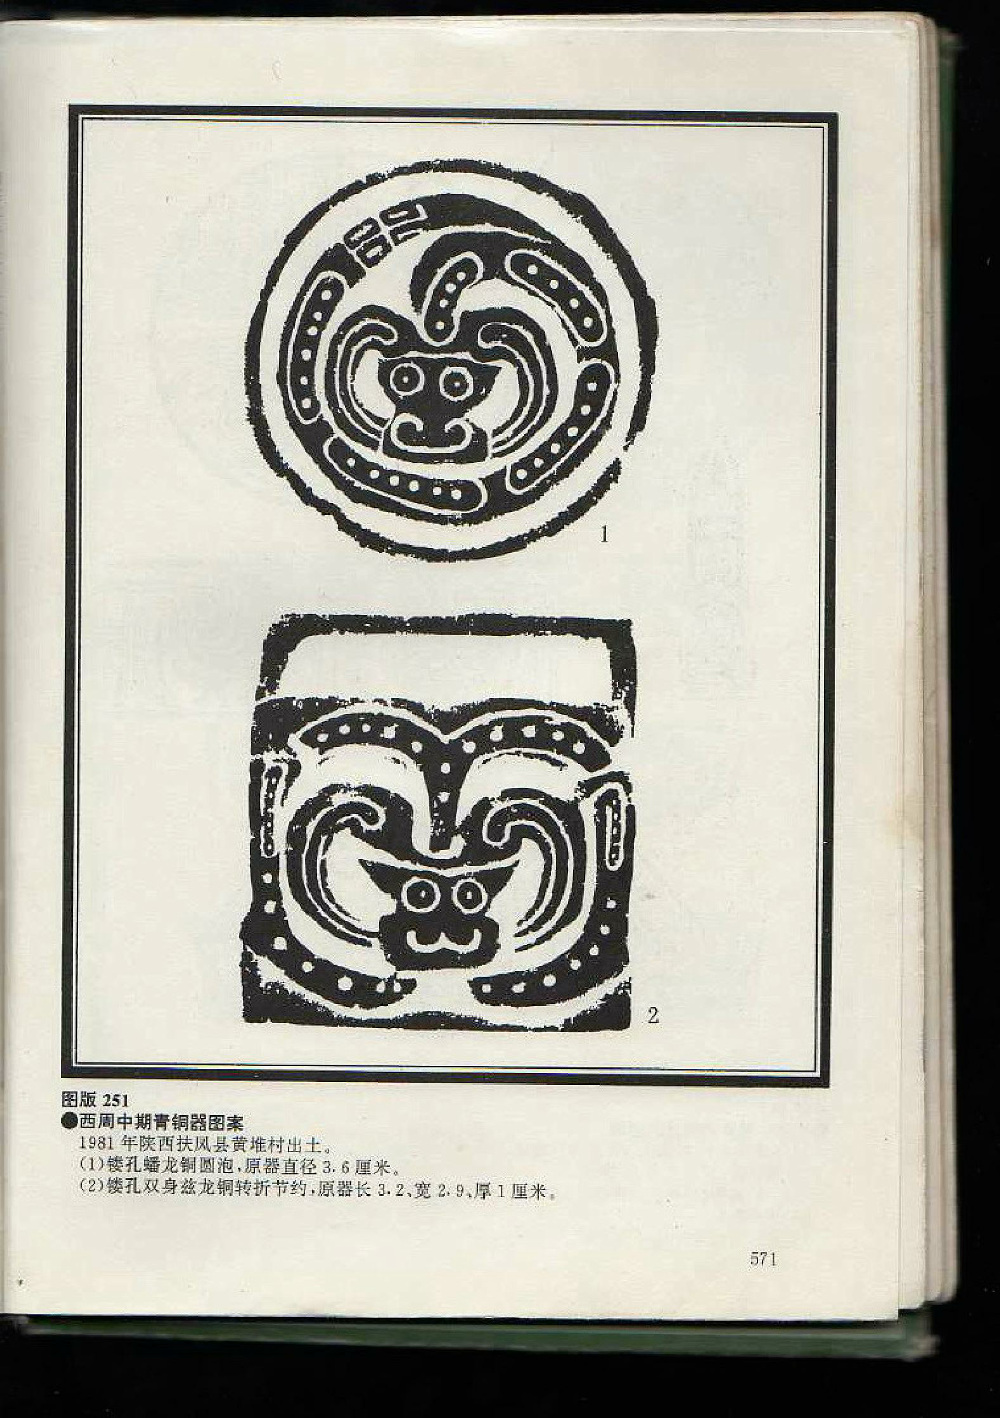 1
2
图版 251
●西周中期青铜器图案
1981 年陕西扶风县黄堆村出土。
(1)镂孔蟠龙铜圆泡,原器直径 3.6 厘米。
(2)镂孔双身兹龙铜转折节约,原器长 3.2、宽 2.9、厚 1 厘米。
571